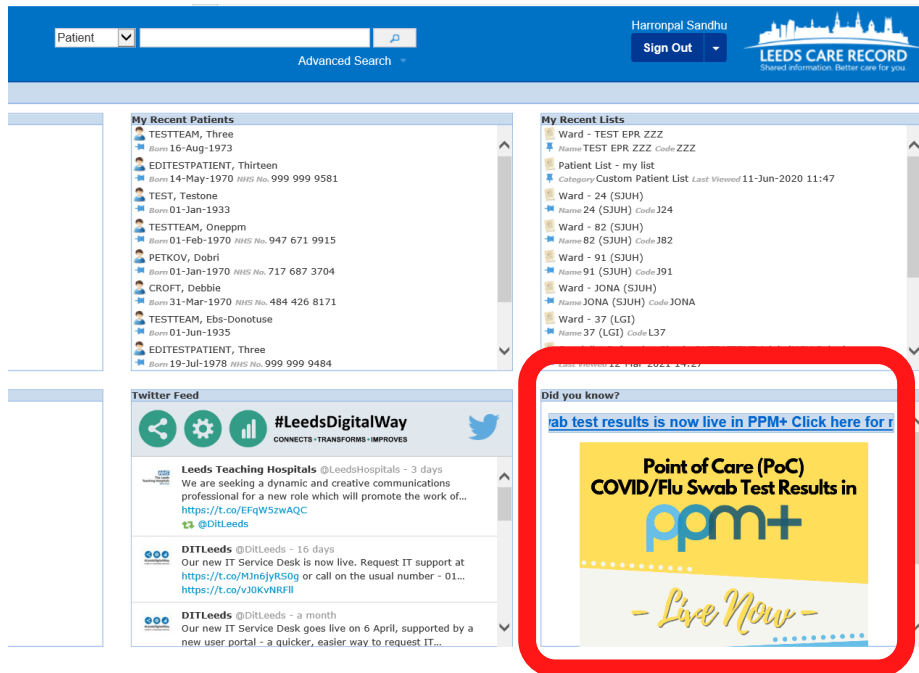 Patient
Advanced Search
Harronpal Sandhu
Sign Out
LEEDS CARE RECORD
Shared information. Better care for you.
My Recent Patients
TESTTEAM, Three
Born 16-Aug-1973
EDITESTPATIENT, Thirteen
Born 14-May-1970 NHS No. 999 999 9581
TEST, Testone
Born 01-Jan-1933
TESTTEAM, Oneppm
Born 01-Feb-1970 NHS No. 947 671 9915
PETKOV, Dobri
Born 01-Jan-1970 NHS No. 717 687 3704
CROFT, Debbie
Born 31-Mar-1970 NHS No. 484 426 8171
TESTTEAM, Ebs-Donotuse
Born 01-Jun-1935
EDITESTPATIENT, Three
Born 19-Jul-1978 NHS No. 999 999 9484
My Recent Lists
Ward - TEST EPR ZZZ
Name TEST EPR ZZZ Code ZZZ
Patient List - my list
Category Custom Patient List Last Viewed 11-Jun-2020 11:47
Ward - 24 (SJUH)
Name 24 (SJUH) Code J24
Ward - 82 (SJUH)
Name 82 (SJUH) Code J82
Ward - 91 (SJUH)
Name 91 (SJUH) Code J91
Ward - JONA (SJUH)
Name JONA (SJUH) Code JONA
Ward - 37 (LGI)
Name 37 (LGI) Code L37
Last Viewed 12-Mar-2021 14:27
Twitter Feed
#LeedsDigitalWay
CONNECTS • TRANSFORMS • IMPROVES
Leeds Teaching Hospitals @LeedsHospitals - 3 days
We are seeking a dynamic and creative communications
professional for a new role which will promote the work of...
https://t.co/EFqW5zwAQC
@DitLeeds
DITLeeds @DitLeeds - 16 days
Our new IT Service Desk is now live. Request IT support at
https://t.co/MJn6jyRS0g or call on the usual number - 01...
https://t.co/vJ0KvNRFll
DITLeeds @DitLeeds - a month
Our new IT Service Desk goes live on 6 April, supported by a
new user portal - a quicker, easier way to request IT...
Did you know?
test results is now live in PPM+ Click here for
Point of Care (PoC)
COVID/Flu Swab Test Results in
ppm+
- Live Now -